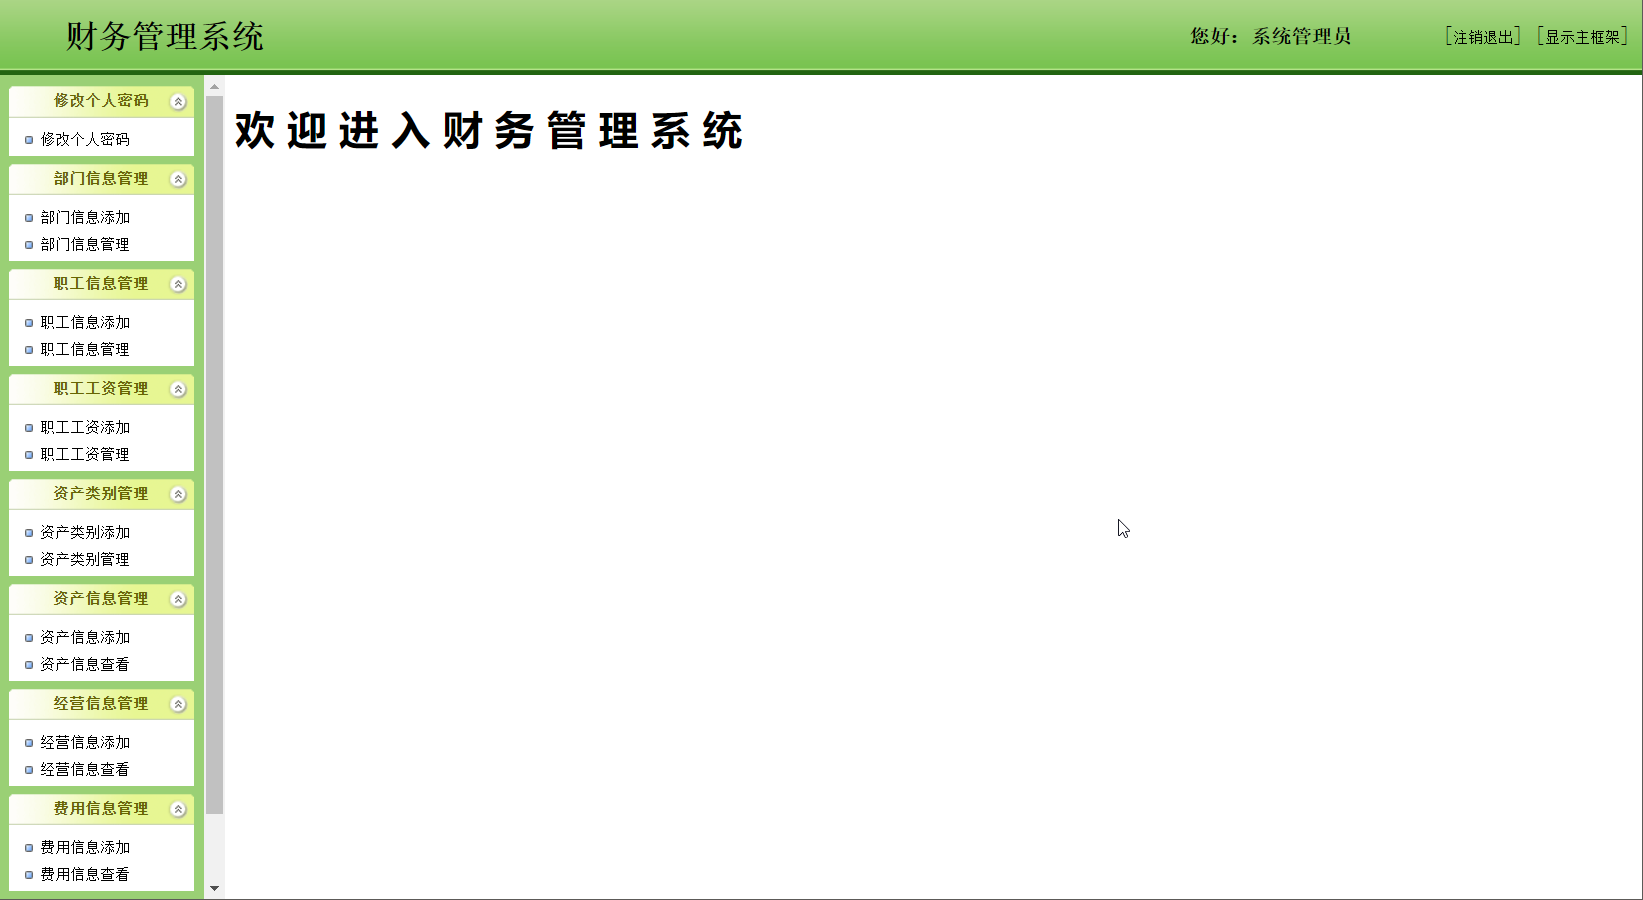 财务管理系统
您好：系统管理员
[注销退出] [显示主框架]
修改个人密码
修改个人密码
部门信息管理
部门信息添加
部门信息管理
职工信息管理
职工信息添加
职工信息管理
职工工资管理
职工工资添加
职工工资管理
资产类别管理
资产类别添加
资产类别管理
资产信息管理
资产信息添加
资产信息查看
经营信息管理
经营信息添加
经营信息查看
费用信息管理
费用信息添加
费用信息查看
欢迎进入财务管理系统